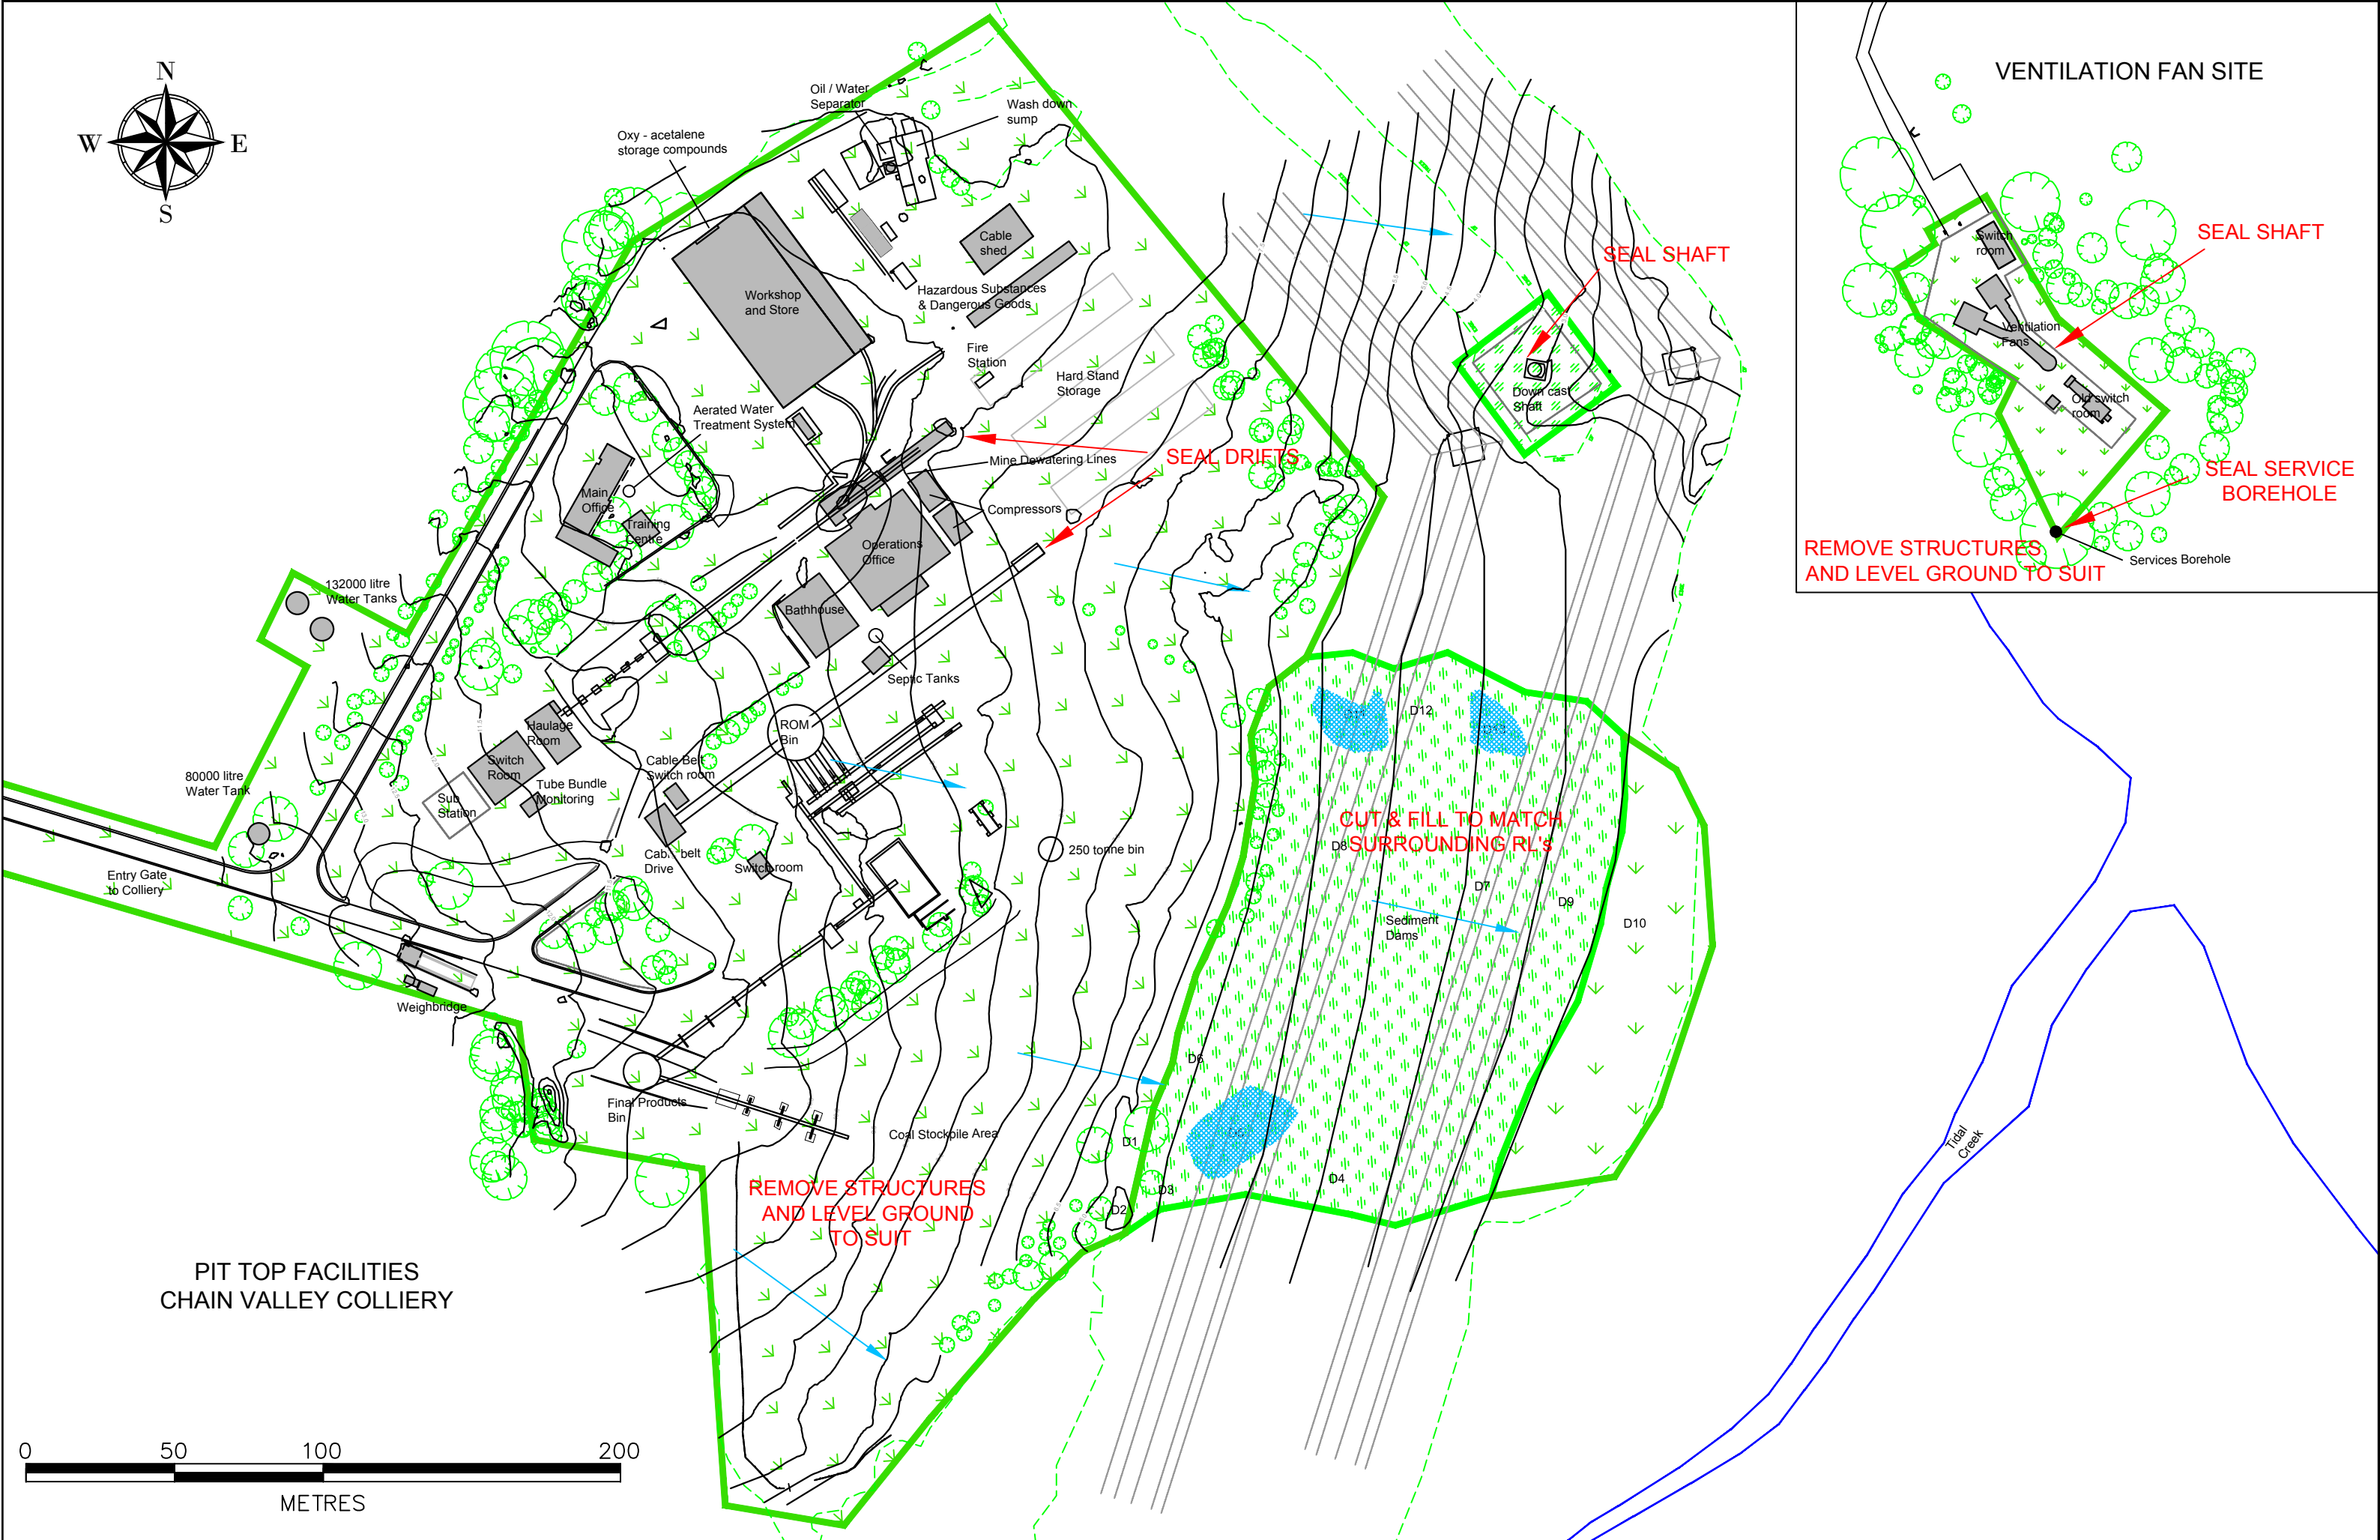 N
W
E
S
VENTILATION FAN SITE
Oil / Water
Separator
Wash down
sump
Oxy - acetalene
storage compounds
Switch
room
SEAL SHAFT
Cable
shed
SEAL SHAFT
Hazardous Substances
& Dangerous Goods
Workshop
and Store
Ventilation
Fans
Fire
Station
Hard Stand
Storage
Down cast
Shaft
Old switch
room
Aerated Water
Treatment System
Mine Dewatering Lines
SEAL DRIFTS
SEAL SERVICE
BOREHOLE
Main
Office
Training
Centre
Compressors
Operations
Office
REMOVE STRUCTURES
AND LEVEL GROUND TO SUIT
Services Borehole
132000 litre
Water Tanks
Bathhouse
Septic Tanks
D11
D12
D13
Haulage
Room
ROM
Bin
Switch
Room
Cable Belt
Switch room
80000 litre
Water Tank
Tube Bundle
Monitoring
Sub
Station
CUT & FILL TO MATCH
SURROUNDING RL's
D8
250 tonne bin
Cable belt
Drive
Switch room
Entry Gate
to Colliery
D7
D9
Sediment
Dams
D10
Weighbridge
D6
Final Products
Bin
Coal Stockpile Area
D1
D5
Tidal
Creek
D3
D4
D2
REMOVE STRUCTURES
AND LEVEL GROUND
TO SUIT
PIT TOP FACILITIES
CHAIN VALLEY COLLIERY
0 50 100 200
METRES